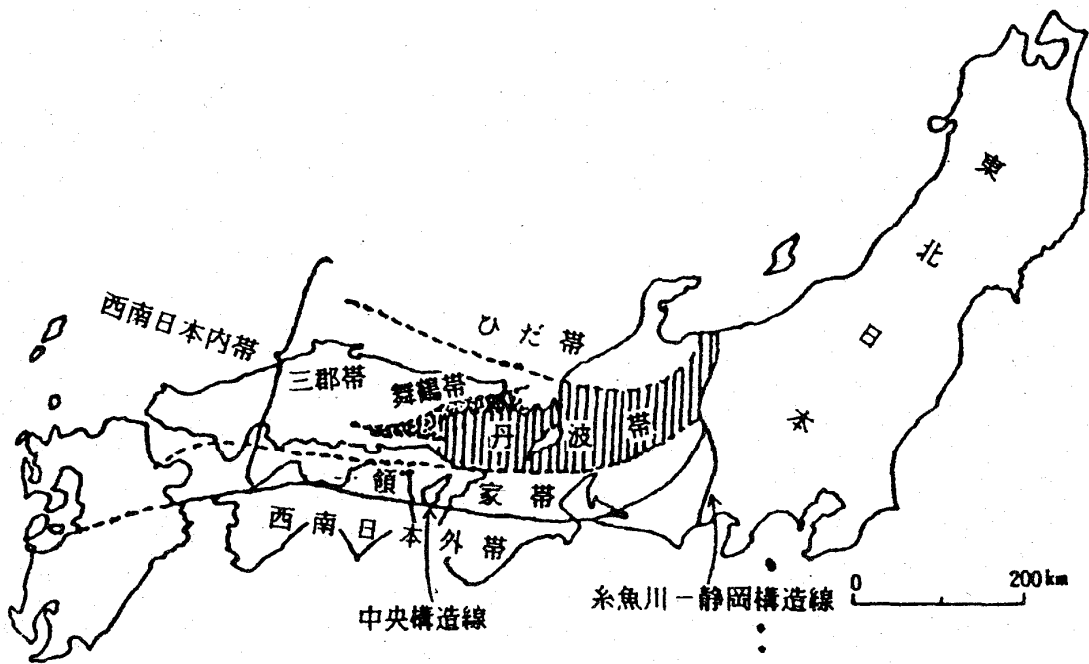 東北日本
ひだ帯
西南日本内帯
三郡帯
舞鶴帯
丹波帯
領家帯
西南日本外帯
中央構造線
糸魚川－静岡構造線
0 200km